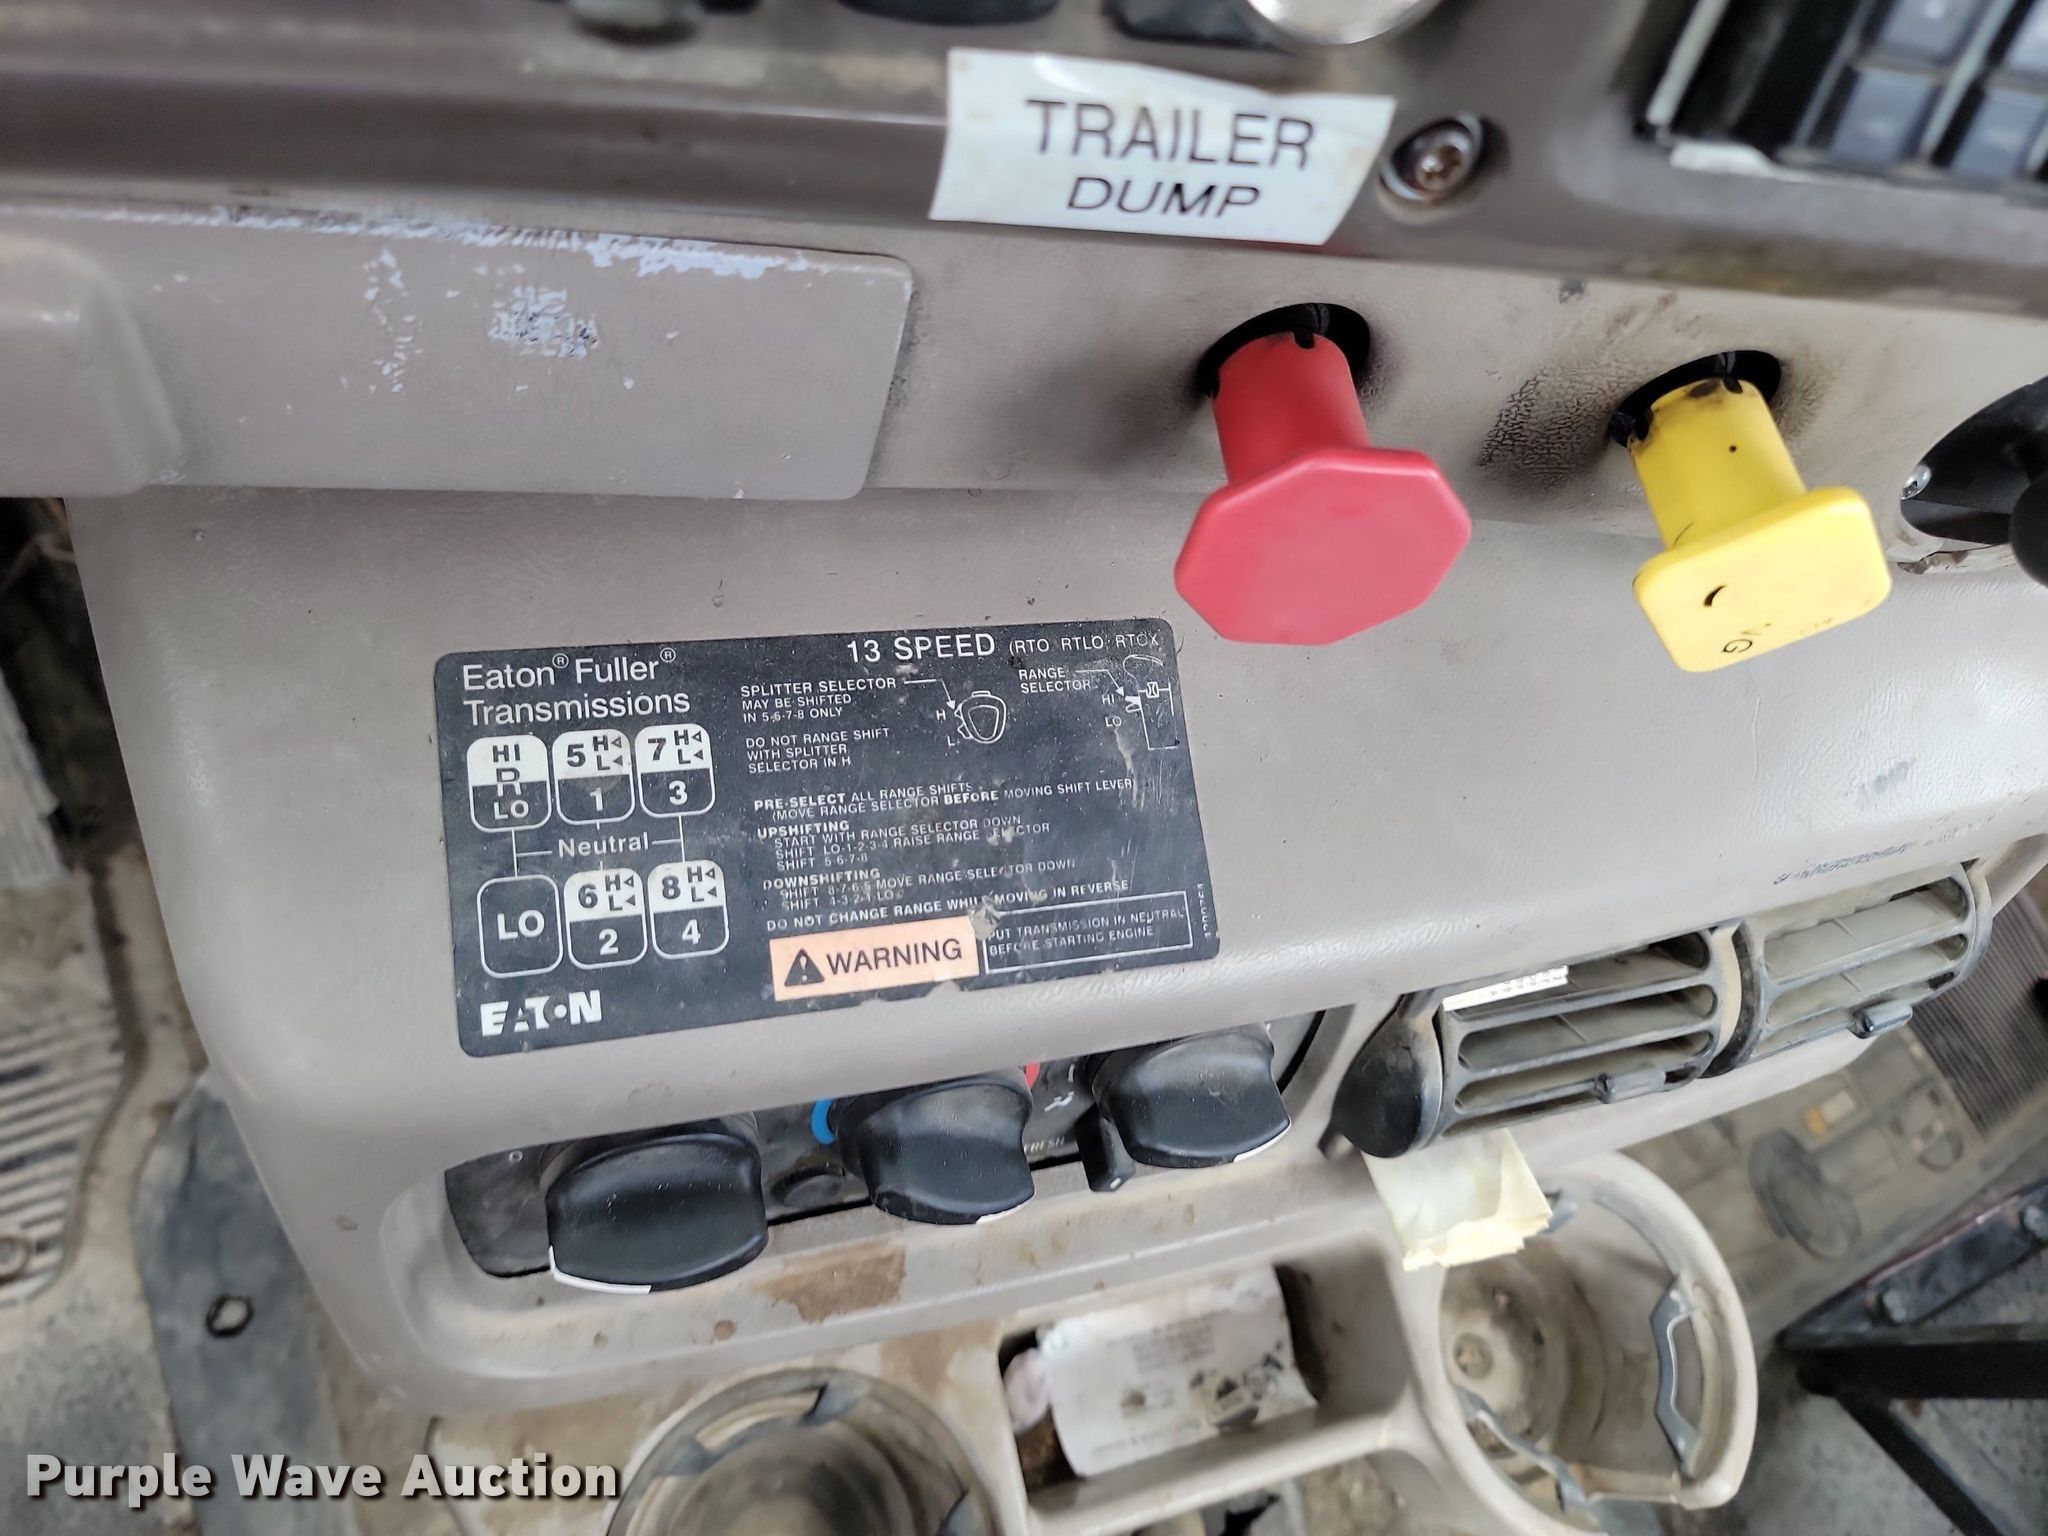 TRAILER
DUMP
Eaton® Fuller®
Transmissions
13 SPEED (RTO RTLO RTOX
HI
R
LO
5 H
L
1
7 H
L
3
Neutral
LO
6 H
L
2
8 H
L
4
EATON
SPLITTER SELECTOR
MAY BE SHIFTED
IN 5-6-7-8 ONLY
H
L
DO NOT RANGE SHIFT
WITH SPLITTER
SELECTOR IN H
RANGE
SELECTOR
HI
LO
PRE-SELECT ALL RANGE SHIFTS
(MOVE RANGE SELECTOR BEFORE MOVING SHIFT LEVER)
UPSHIFTING
START WITH RANGE SELECTOR DOWN
SHIFT LO-1-2-3-4 RAISE RANGE SELECTOR
SHIFT 5-6-7-8
DOWNSHIFTING
SHIFT 8-7-6-5 MOVE RANGE SELECTOR DOWN
SHIFT 4-3-2-1-LO
DO NOT CHANGE RANGE WHILE MOVING IN REVERSE
WARNING
PUT TRANSMISSION IN NEUTRAL
BEFORE STARTING ENGINE
FRESH
Purple Wave Auction